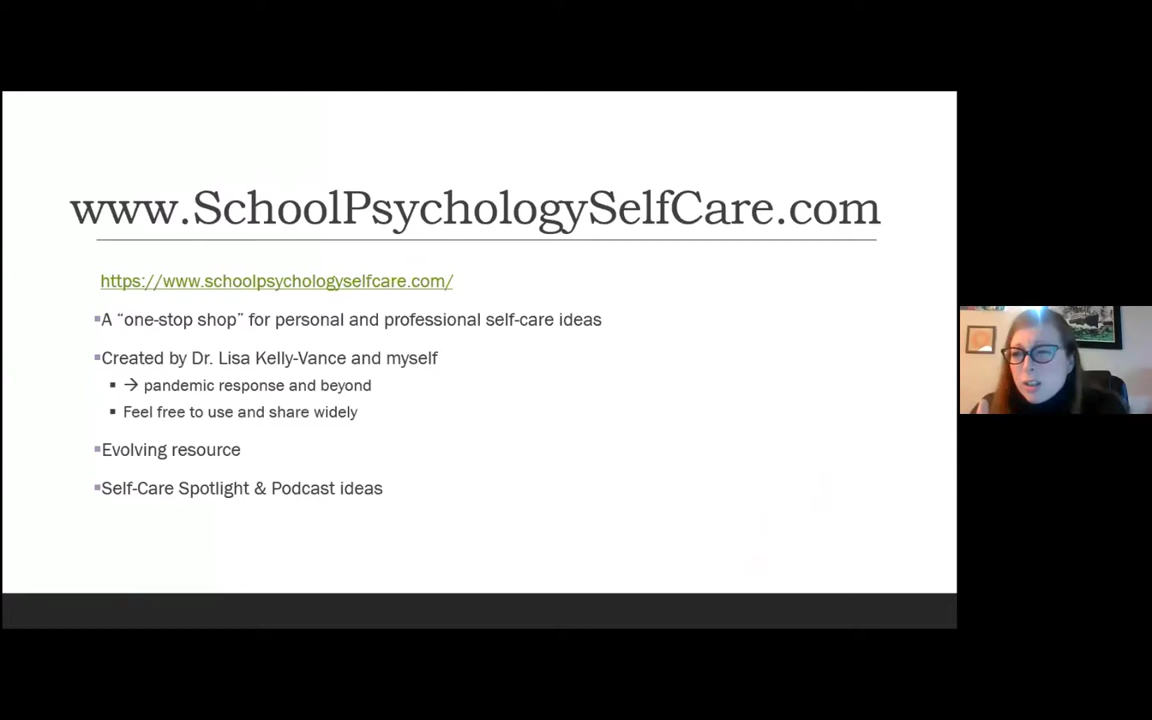 www.SchoolPsychologySelfCare.com
https://www.schoolpsychologyselfcare.com/
▪A “one-stop shop” for personal and professional self-care ideas
▪Created by Dr. Lisa Kelly-Vance and myself
▪ → pandemic response and beyond
▪ Feel free to use and share widely
▪Evolving resource
▪Self-Care Spotlight & Podcast ideas